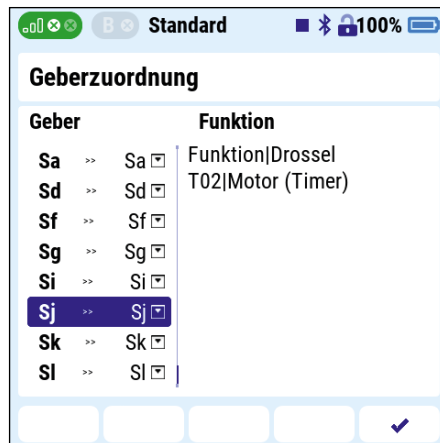 B Standard 100%
Geberzuordnung
Geber Funktion
Sa >> Sa Funktion|Drossel
Sd >> Sd T02|Motor (Timer)
Sf >> Sf
Sg >> Sg
Si >> Si
Sj >> Sj
Sk >> Sk
Sl >> Sl